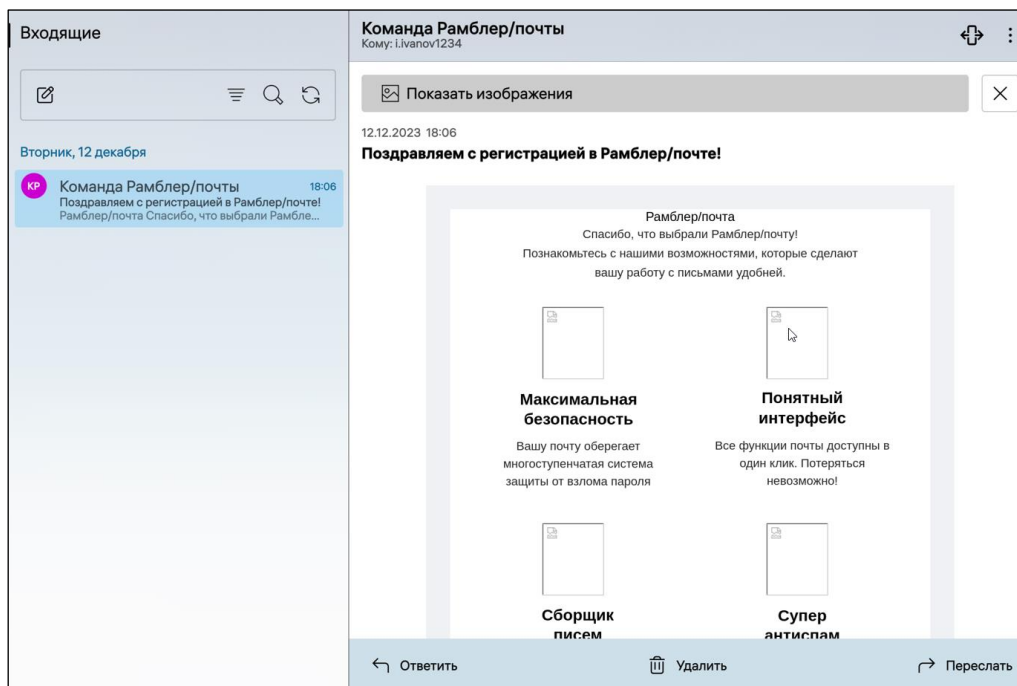 Входящие
Вторник, 12 декабря
КР
Команда Рамблер/почты 18:06
Поздравляем с регистрацией в Рамблер/почте!
Рамблер/почта Спасибо, что выбрали Рамбле...
Команда Рамблер/почты
Кому: i.ivanov1234
Показать изображения
12.12.2023 18:06
Поздравляем с регистрацией в Рамблер/почте!
Рамблер/почта
Спасибо, что выбрали Рамблер/почту!
Познакомьтесь с нашими возможностями, которые сделают
вашу работу с письмами удобней.
Максимальная
безопасность
Вашу почту оберегает
многоступенчатая система
защиты от взлома пароля
Понятный
интерфейс
Все функции почты доступны в
один клик. Потеряться
невозможно!
Сборщик
писем
Супер
антиспам
Ответить
Удалить
Переслать